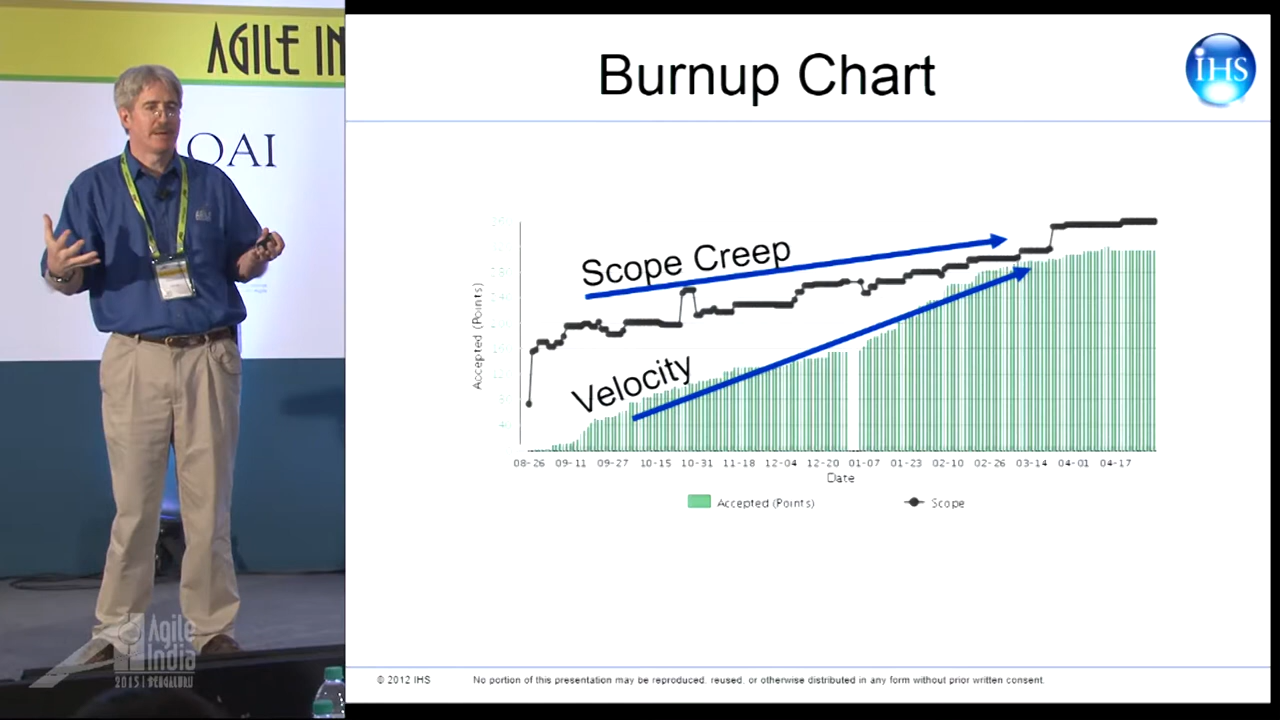 AGILE IN
QAI
Agile
India
2015 | BENGALURU
Burnup Chart
IHS
Scope Creep
Velocity
Accepted (Points)
08-26 09-11 09-27 10-15 10-31 11-18 12-04 12-20 01-07 01-23 02-10 02-26 03-14 04-01 04-17
Date
Accepted (Points) Scope
© 2012 IHS No portion of this presentation may be reproduced, reused, or otherwise distributed in any form without prior written consent.